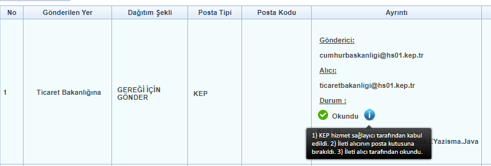 No Gönderilen Yer Dağıtım Şekli Posta Tipi Posta Kodu Ayrıntı
Gönderici:
cumhurbaskanligi@hs01.kep.tr
Alıcı:
1 Ticaret Bakanlığına GEREĞİ İÇİN GÖNDER KEP ticaretbakanligi@hs01.kep.tr
Durum :
Okundu
1) KEP hizmet sağlayıcı tarafından kabul
edildi. 2) İleti alıcının posta kutusuna
bırakıldı. 3) İleti alıcı tarafından okundu.
Yazisma.Java